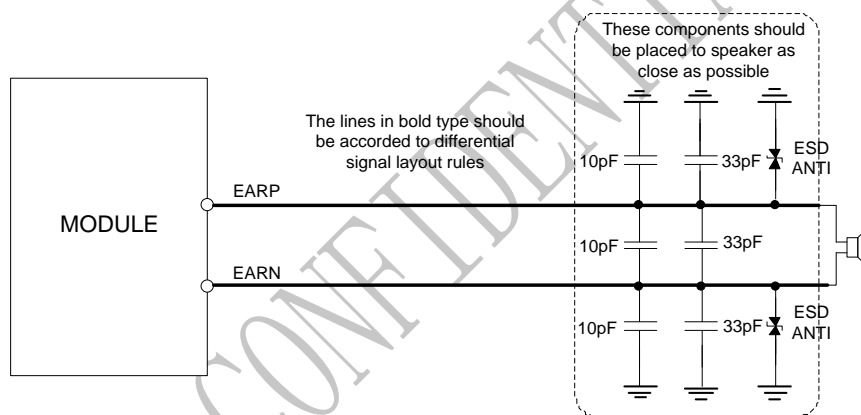 These components should
be placed to speaker as
close as possible
The lines in bold type should
be accorded to differential
signal layout rules
10pF
33pF
ESD
ANTI
EARP
MODULE
10pF
33pF
EARN
10pF
33pF
ESD
ANTI
CONFIDENTI